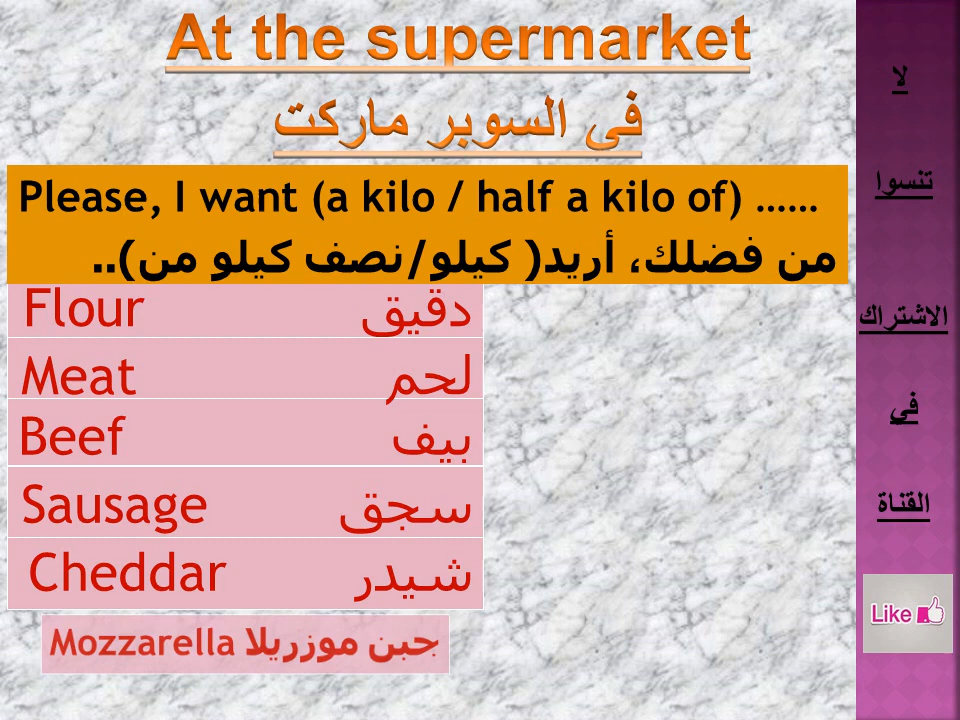 At the supermarket
فى السوبر ماركت
Please, I want (a kilo / half a kilo of) ……
من فضلك، أريد( كيلو/نصف كيلو من)..
Flour دقيق
Meat لحم
Beef بيف
Sausage سجق
Cheddar شيدر
Mozzarella جبن موزريلا
لا
تنسوا
الاشتراك
في
القناة
Like